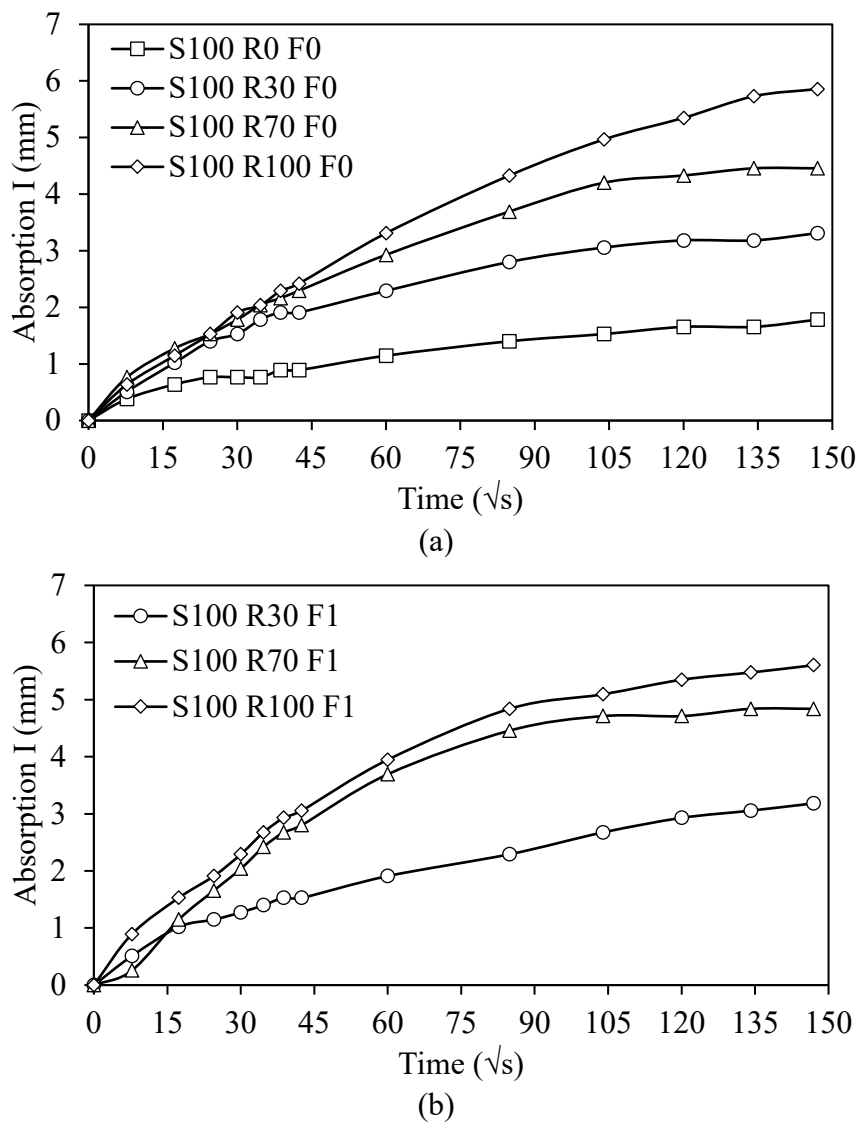 7
6
5
4
3
2
1
0
Absorption I (mm)
S100 R0 F0
S100 R30 F0
S100 R70 F0
S100 R100 F0
0 15 30 45 60 75 90 105 120 135 150
Time (√s)
(a)
7
6
5
4
3
2
1
0
Absorption I (mm)
S100 R30 F1
S100 R70 F1
S100 R100 F1
0 15 30 45 60 75 90 105 120 135 150
Time (√s)
(b)